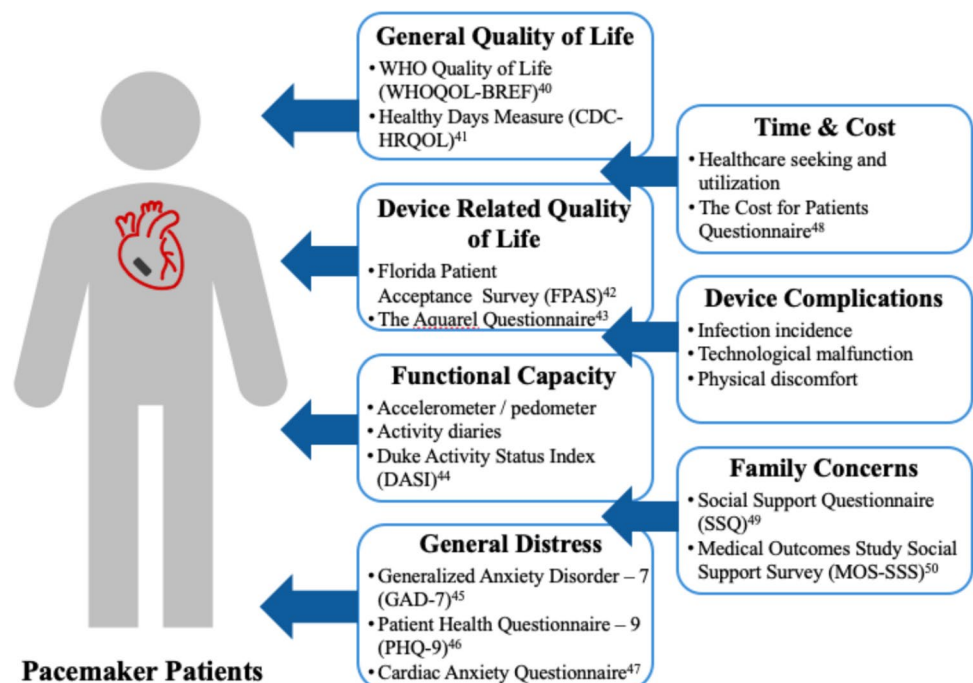 General Quality of Life
• WHO Quality of Life
(WHOQOL-BREF)⁴⁰
• Healthy Days Measure (CDC-
HRQOL)⁴¹
Device Related Quality
of Life
• Florida Patient
Acceptance Survey (FPAS)⁴²
• The Aquarel Questionnaire⁴³
Functional Capacity
• Accelerometer / pedometer
• Activity diaries
• Duke Activity Status Index
(DASI)⁴⁴
General Distress
• Generalized Anxiety Disorder – 7
(GAD-7)⁴⁵
• Patient Health Questionnaire – 9
(PHQ-9)⁴⁶
• Cardiac Anxiety Questionnaire⁴⁷
Time & Cost
• Healthcare seeking and
utilization
• The Cost for Patients
Questionnaire⁴⁸
Device Complications
• Infection incidence
• Technological malfunction
• Physical discomfort
Family Concerns
• Social Support Questionnaire
(SSQ)⁴⁹
• Medical Outcomes Study Social
Support Survey (MOS-SSS)⁵⁰
Pacemaker Patients